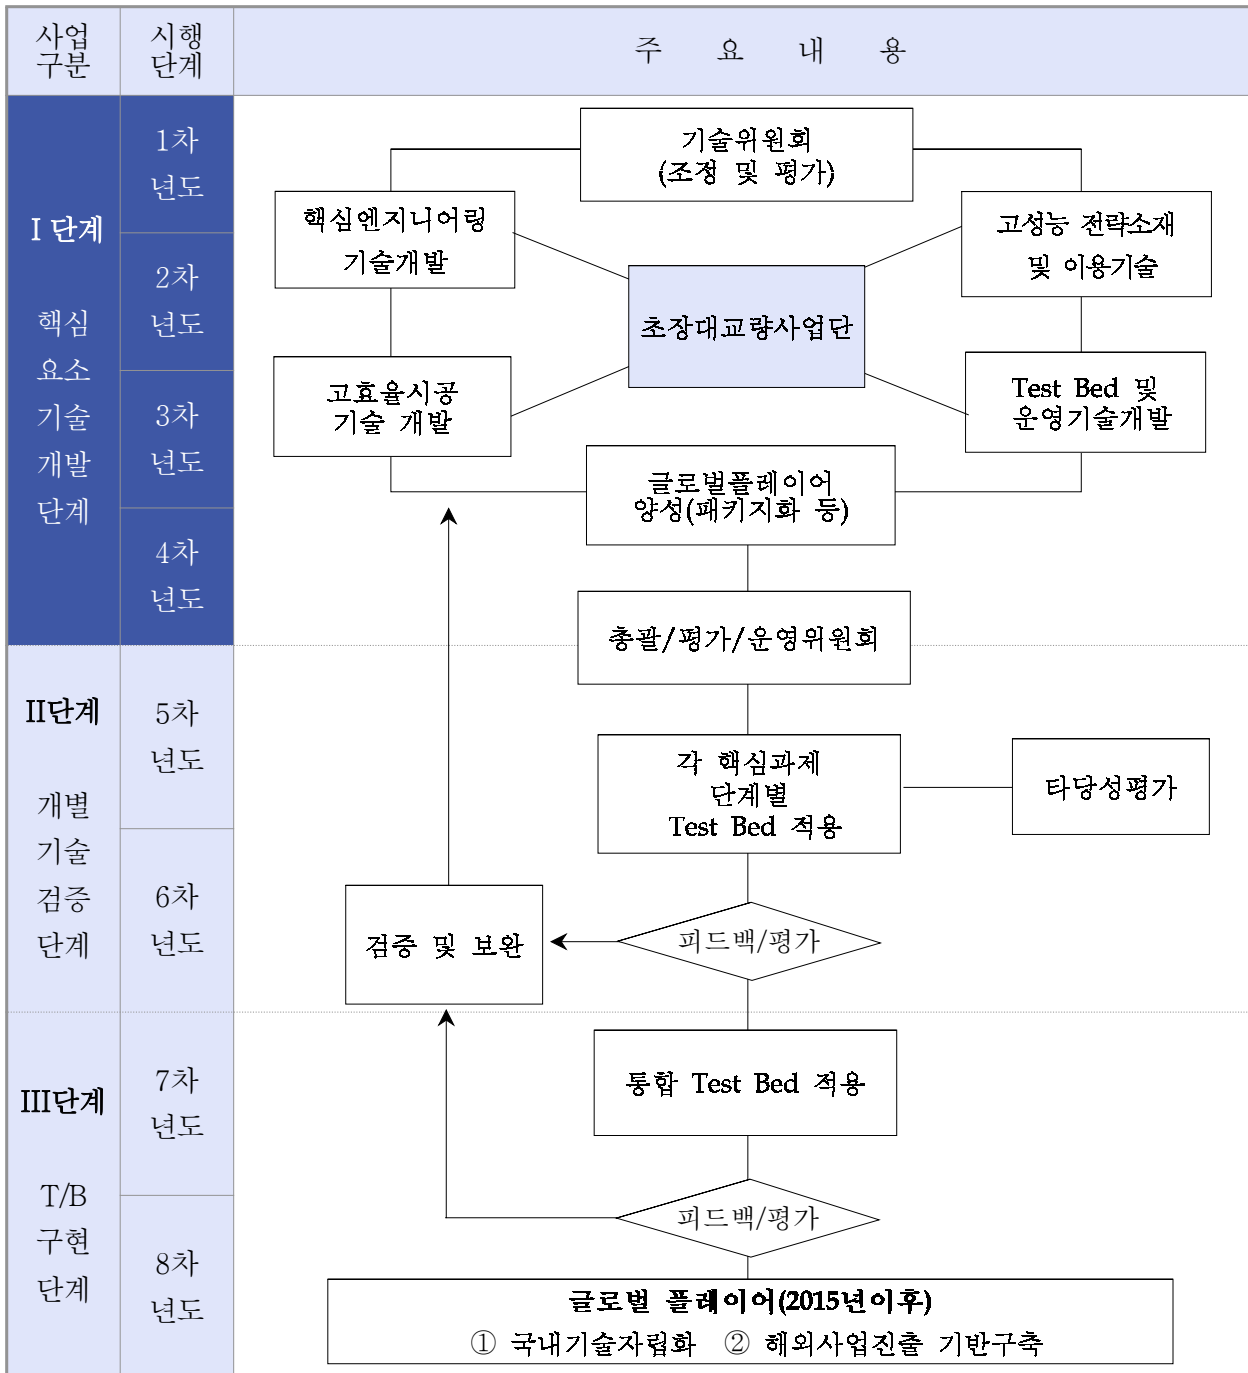 사업
구분
시행
단계
주 요 내 용
I 단계
핵심
요소
기술
개발
단계
1차
년도
2차
년도
3차
년도
4차
년도
기술위원회
(조정 및 평가)
핵심엔지니어링
기술개발
고성능 전략소재
및 이용기술
초장대교량사업단
고효율시공
기술 개발
Test Bed 및
운영기술개발
글로벌플레이어
양성(패키지화 등)
총괄/평가/운영위원회
II단계
개별
기술
검증
단계
5차
년도
6차
년도
각 핵심과제
단계별
Test Bed 적용
타당성평가
검증 및 보완
피드백/평가
III단계
T/B
구현
단계
7차
년도
8차
년도
통합 Test Bed 적용
피드백/평가
글로벌 플레이어(2015년이후)
① 국내기술자립화 ② 해외사업진출 기반구축